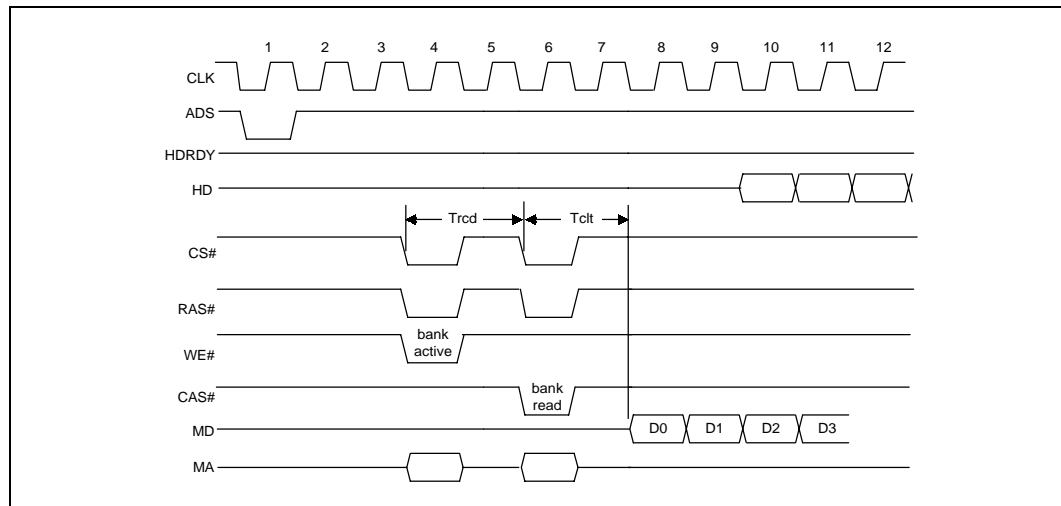 1 2 3 4 5 6 7 8 9 10 11 12
CLK
ADS
HDRDY
HD
Trcd Tclt
CS#
RAS#
bank
active
WE#
bank
read
CAS#
MD D0 D1 D2 D3
MA